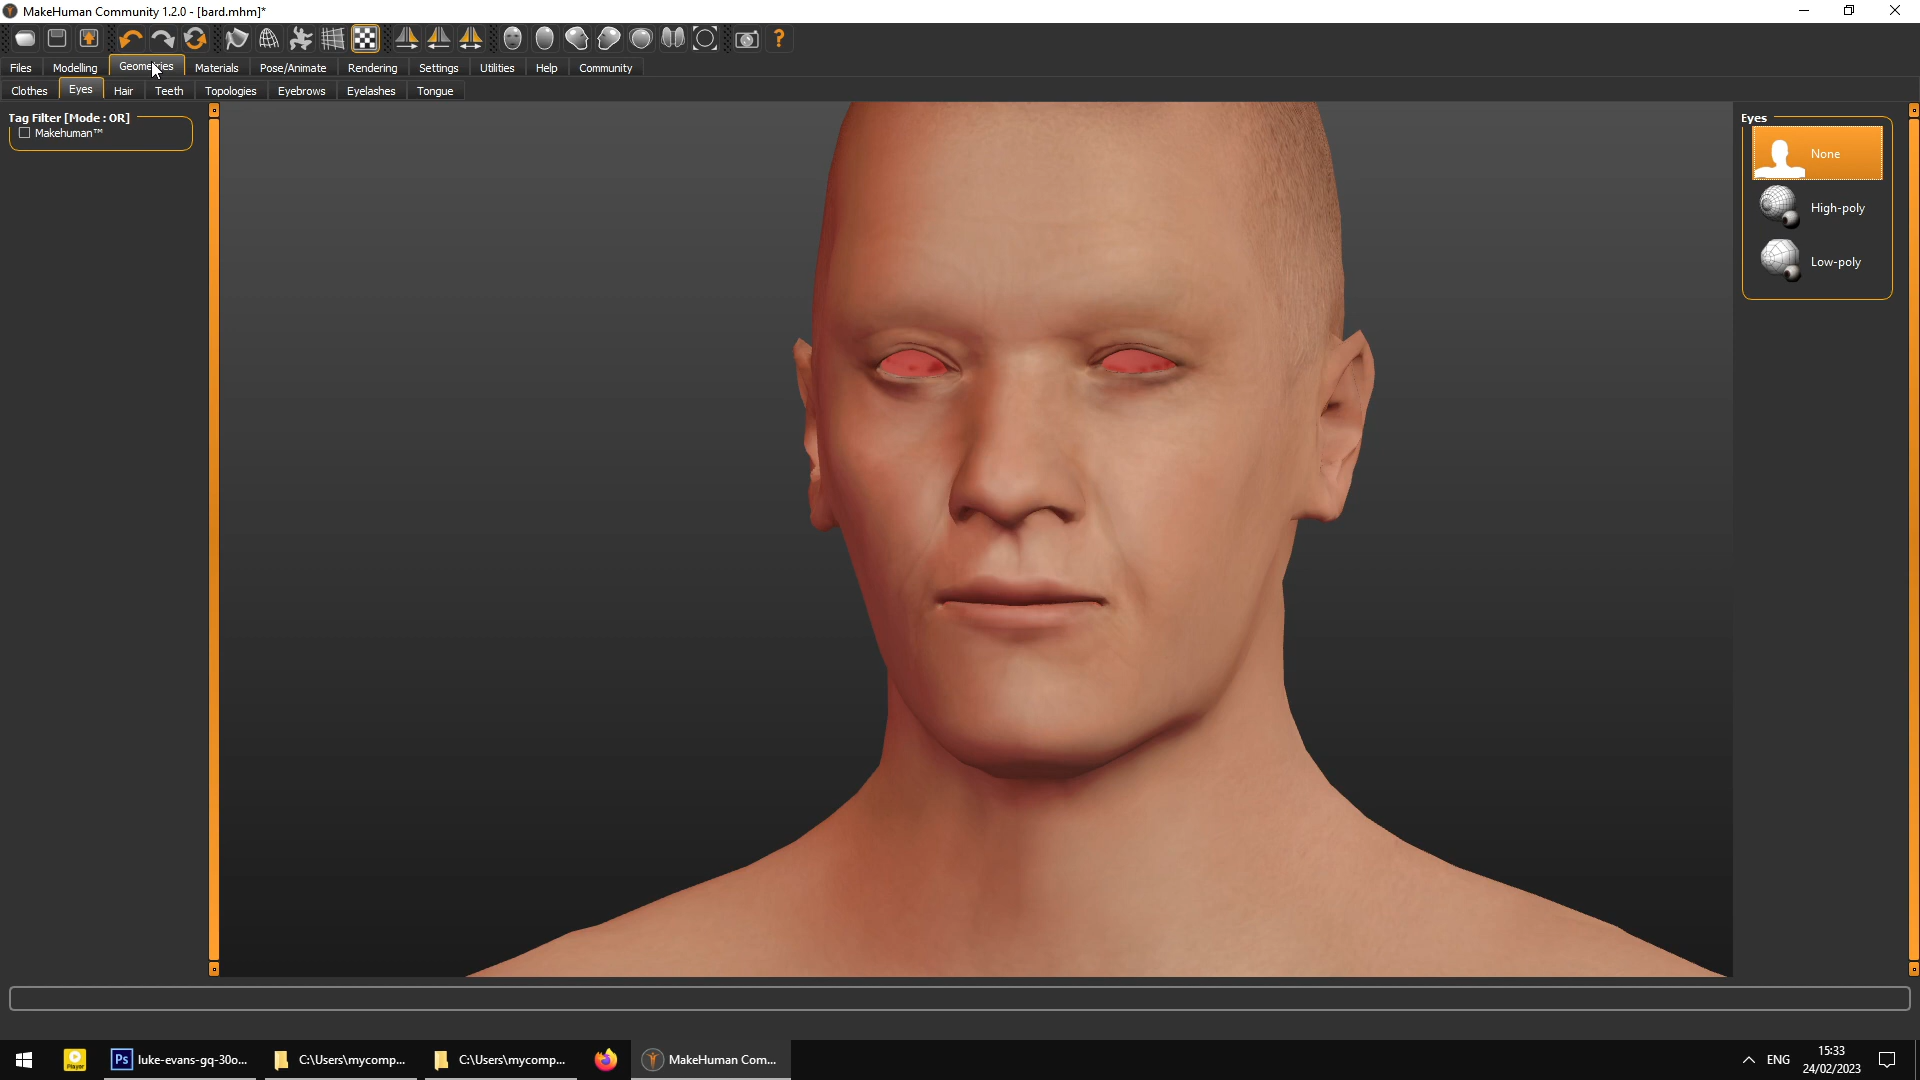 MakeHuman Community 1.2.0 - [bard.mhm]*
Files Modelling Geometries Materials Pose/Animate Rendering Settings Utilities Help Community
Clothes Eyes Hair Teeth Topologies Eyebrows Eyelashes Tongue
Tag Filter [Mode : OR]
Makehuman™
Eyes
None
High-poly
Low-poly
Player
Ps luke-evans-gq-30o...
C:\Users\mycomp...
C:\Users\mycomp...
MakeHuman Com...
ENG
15:33
24/02/2023